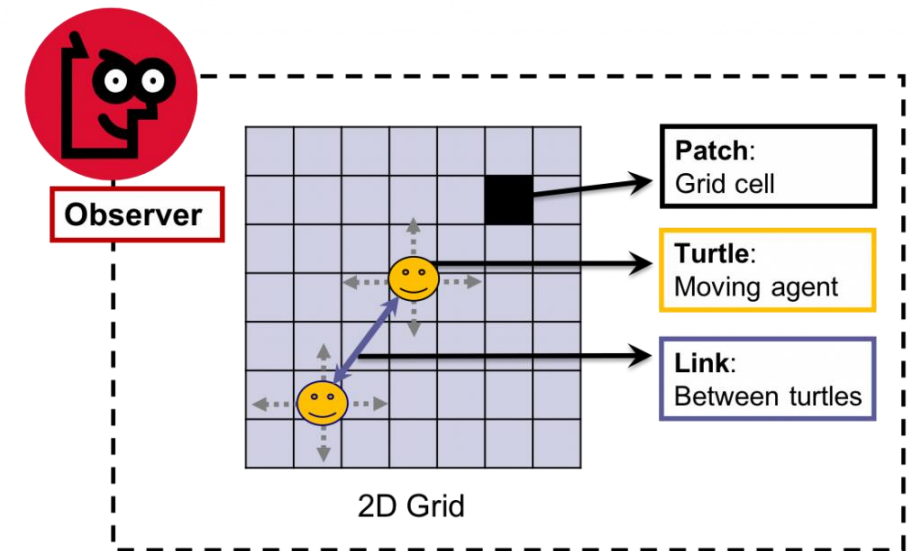 Observer
Patch:
Grid cell
Turtle:
Moving agent
Link:
Between turtles
2D Grid